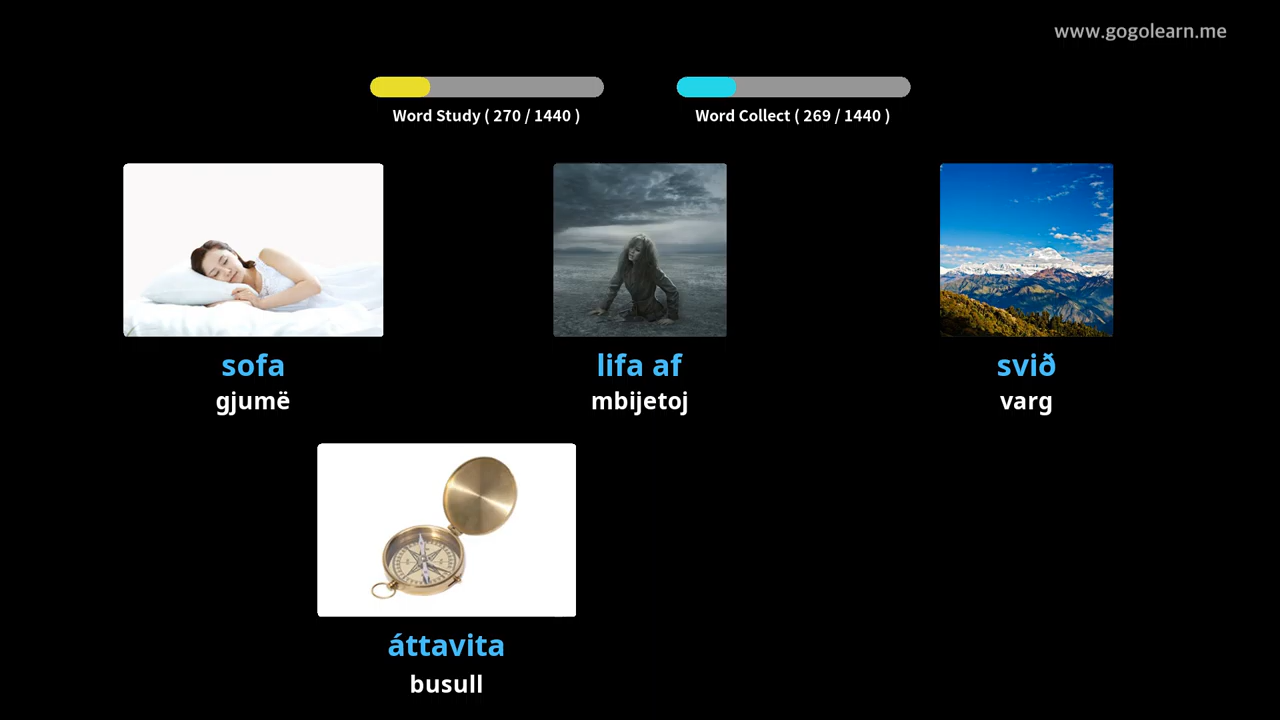 www.gogolearn.me
Word Study ( 270 / 1440 )
Word Collect ( 269 / 1440 )
sofa
gjumë
lifa af
mbijetoj
svið
varg
áttavita
busull